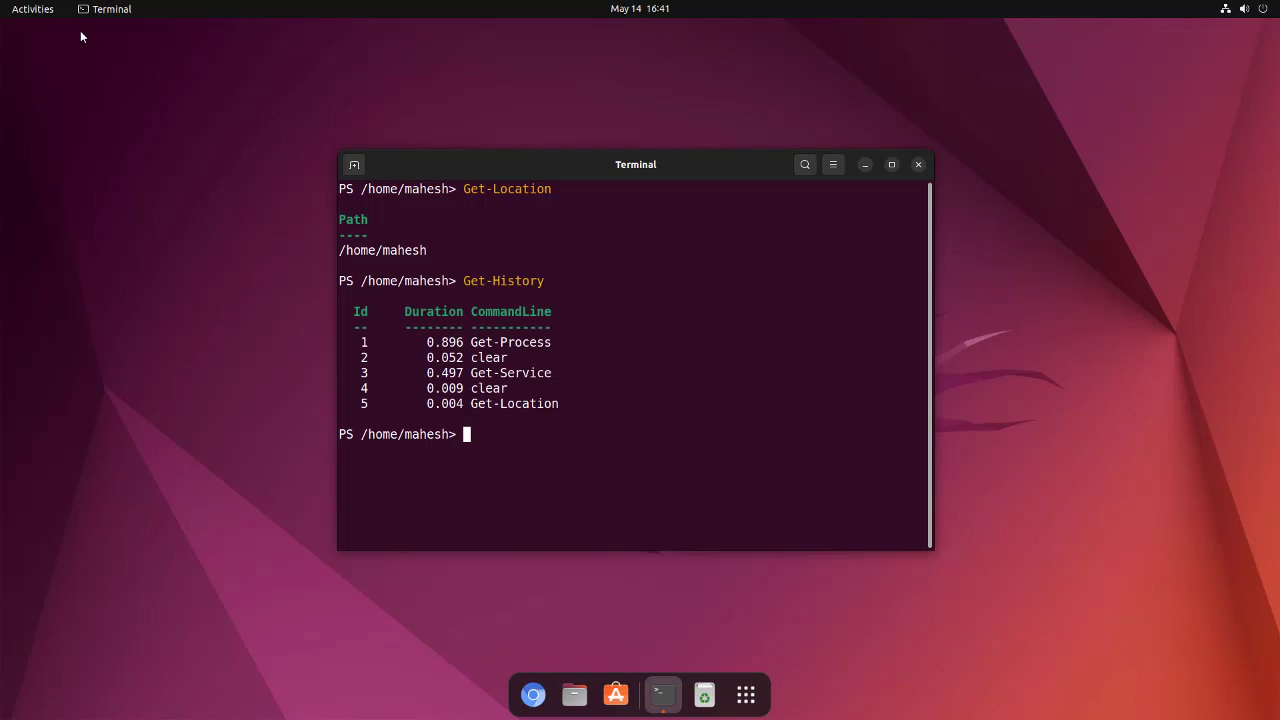 Activities
Terminal
May 14 16:41
Terminal
PS /home/mahesh> Get-Location
Path
----
/home/mahesh
PS /home/mahesh> Get-History
Id Duration CommandLine
-- -------- -----------
1 0.896 Get-Process
2 0.052 clear
3 0.497 Get-Service
4 0.009 clear
5 0.004 Get-Location
PS /home/mahesh>